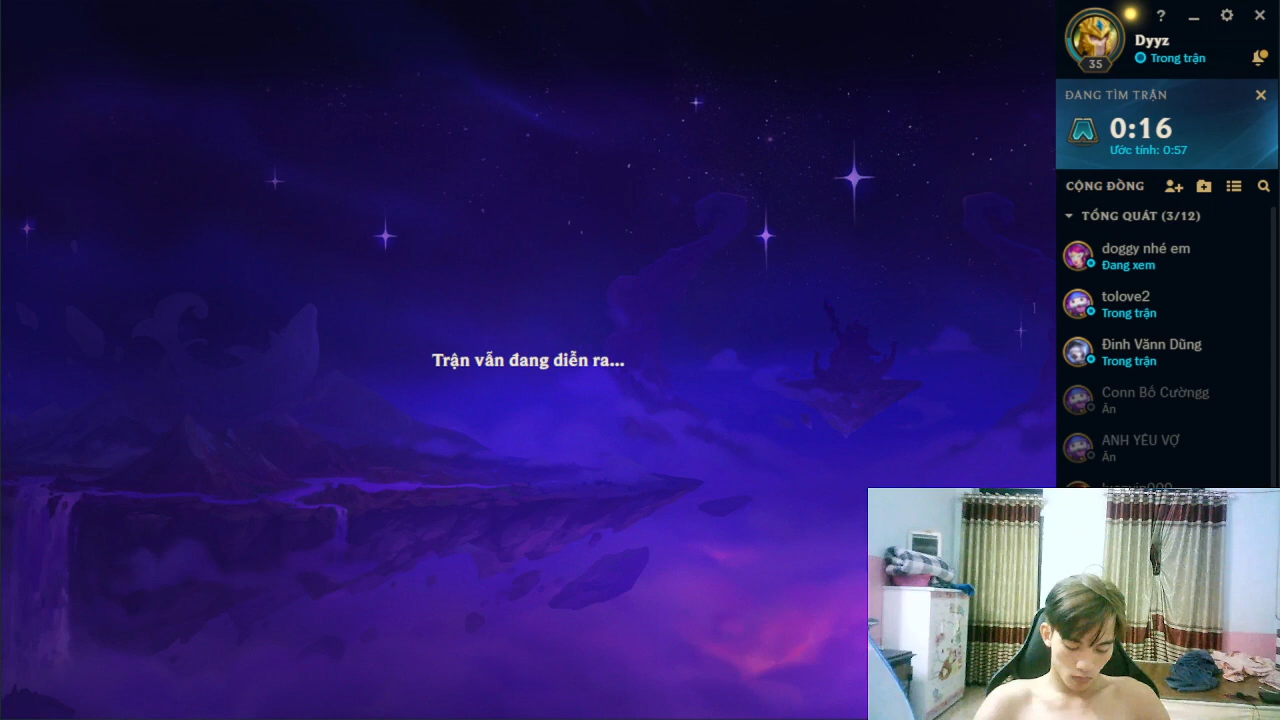 ?
Dyyz
35
Trong trận
ĐANG TÌM TRẬN
0:16
Ước tính: 0:57
CỘNG ĐỒNG
TỔNG QUÁT (3/12)
doggy nhé em
Đang xem
tolove2
Trong trận
Đinh Vănn Dũng
Trong trận
Trận vẫn đang diễn ra...
Conn Bố Cườngg
Ẩn
ANH YÊU VỢ
Ẩn